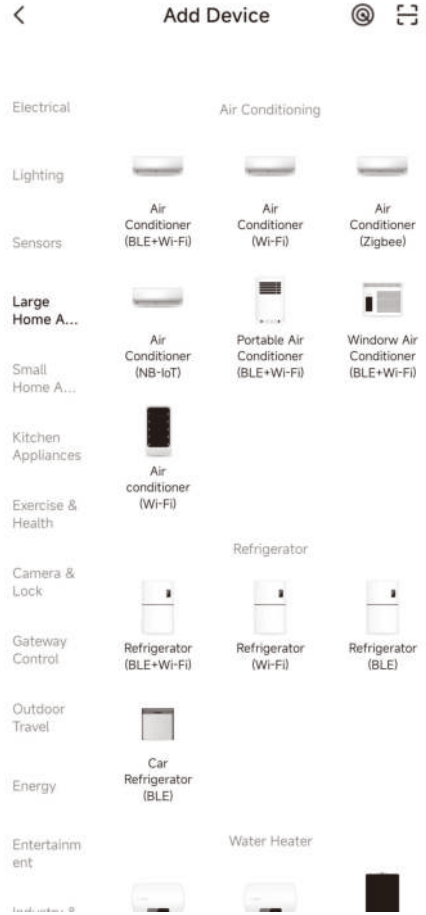 Add Device
Electrical
Lighting
Sensors
Large
Home A...
Small
Home A...
Kitchen
Appliances
Exercise &
Health
Camera &
Lock
Gateway
Control
Outdoor
Travel
Energy
Entertainm
ent
Industry &
Air Conditioning
Air
Conditioner
(BLE+Wi-Fi)
Air
Conditioner
(Wi-Fi)
Air
Conditioner
(Zigbee)
Air
Conditioner
(NB-IoT)
Portable Air
Conditioner
(BLE+Wi-Fi)
Windorw Air
Conditioner
(BLE+Wi-Fi)
Air
conditioner
(Wi-Fi)
Refrigerator
Refrigerator
(BLE+Wi-Fi)
Refrigerator
(Wi-Fi)
Refrigerator
(BLE)
Car
Refrigerator
(BLE)
Water Heater